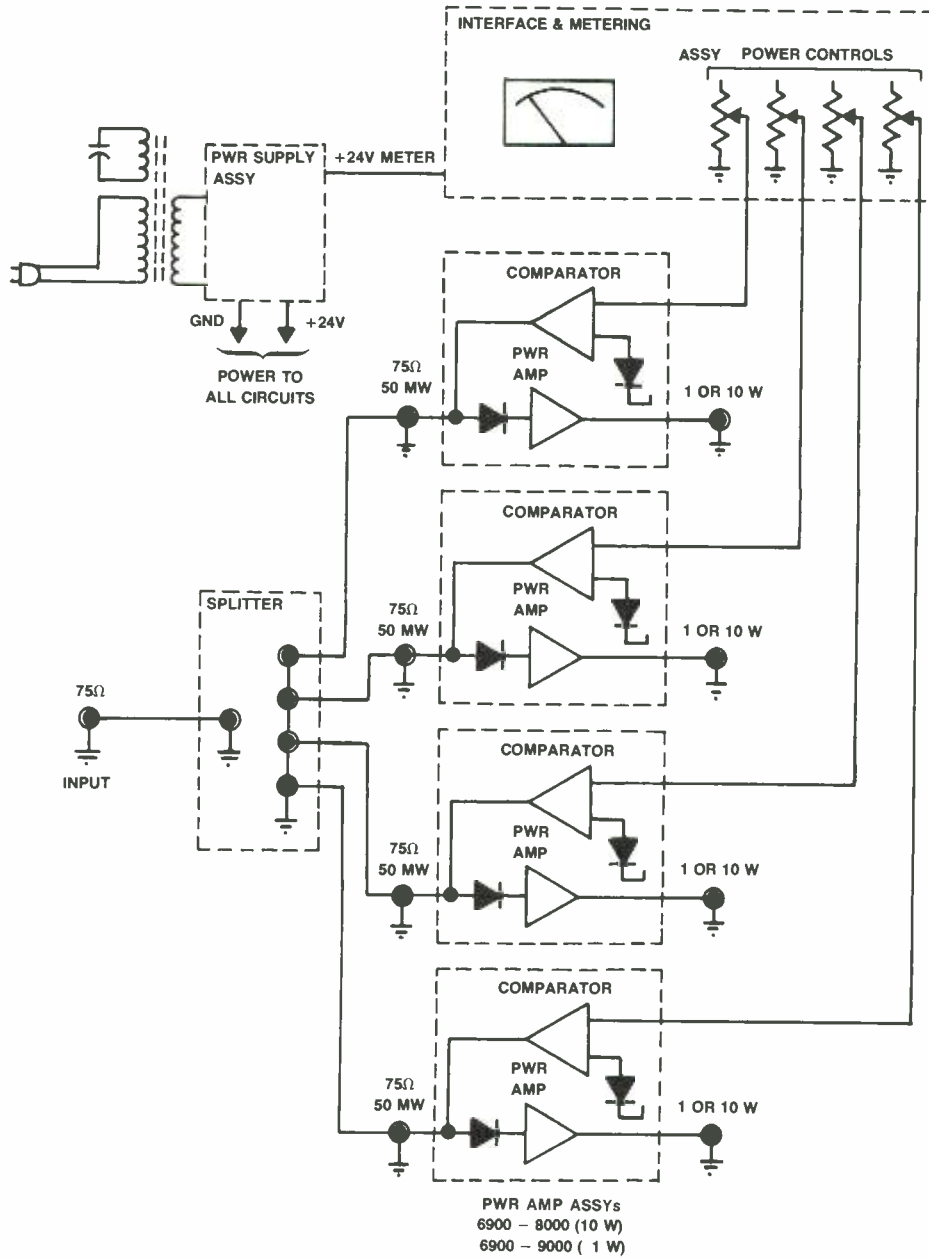 INTERFACE & METERING
ASSY POWER CONTROLS
PWR SUPPLY
ASSY
+24V METER
GND
+24V
POWER TO
ALL CIRCUITS
COMPARATOR
PWR
AMP
75Ω
50 MW
1 OR 10 W
COMPARATOR
PWR
AMP
75Ω
50 MW
1 OR 10 W
SPLITTER
75Ω
INPUT
COMPARATOR
PWR
AMP
75Ω
50 MW
1 OR 10 W
COMPARATOR
PWR
AMP
75Ω
50 MW
1 OR 10 W
PWR AMP ASSYs
6900 – 8000 (10 W)
6900 – 9000 ( 1 W)